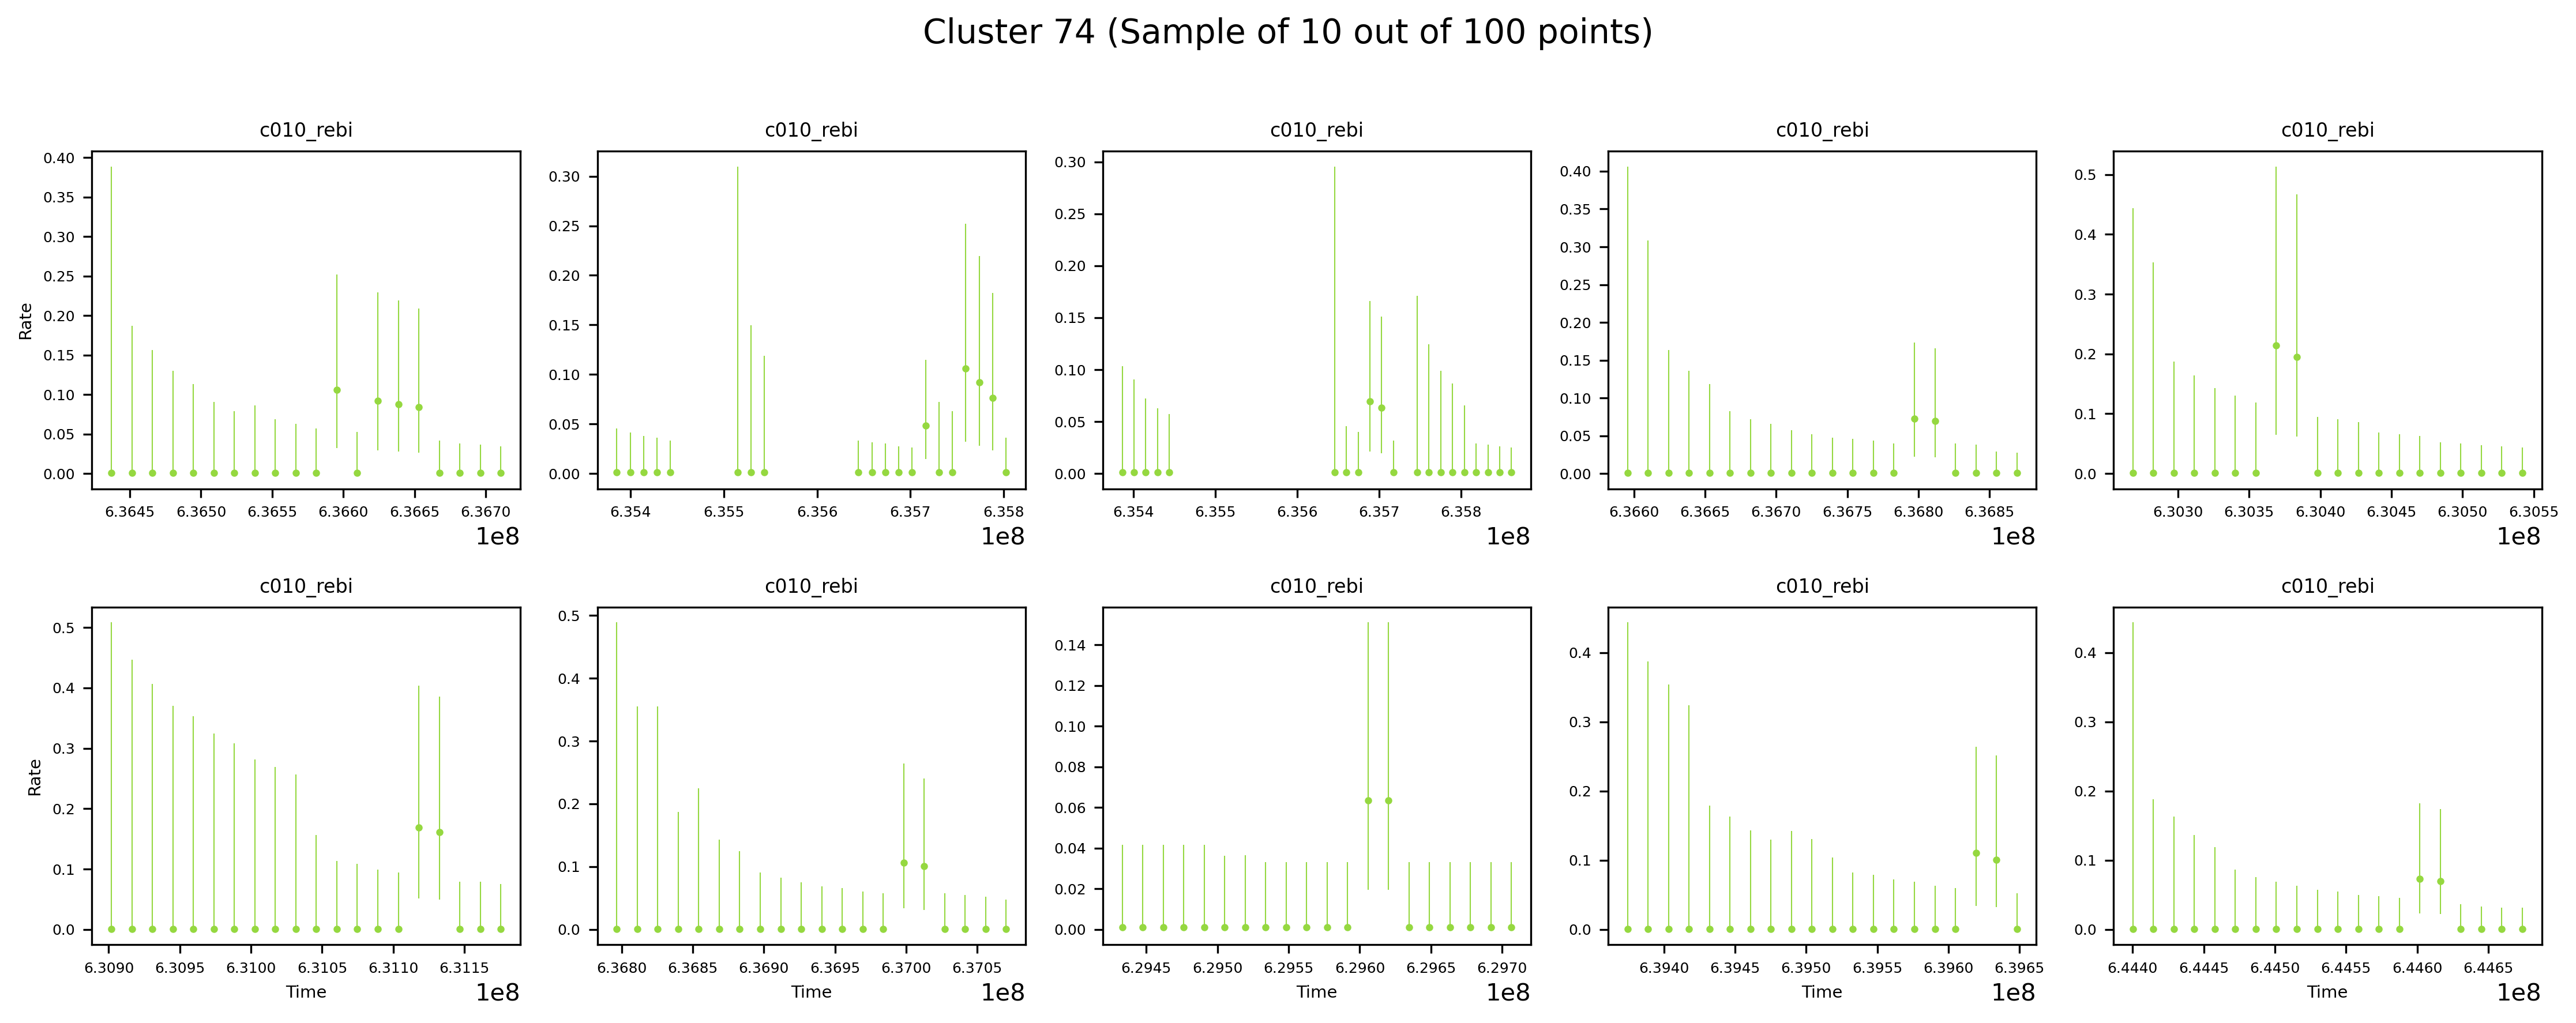 Cluster 74 (Sample of 10 out of 100 points)
c010_rebi c010_rebi c010_rebi c010_rebi c010_rebi
Rate
0.40 0.35 0.30 0.25 0.20 0.15 0.10 0.05 0.00
6.3645 6.3650 6.3655 6.3660 6.3665 6.3670
1e8
0.30 0.25 0.20 0.15 0.10 0.05 0.00
6.354 6.355 6.356 6.357 6.358
1e8
0.30 0.25 0.20 0.15 0.10 0.05 0.00
6.354 6.355 6.356 6.357 6.358
1e8
0.40 0.35 0.30 0.25 0.20 0.15 0.10 0.05 0.00
6.3660 6.3665 6.3670 6.3675 6.3680 6.3685
1e8
0.5 0.4 0.3 0.2 0.1 0.0
6.3030 6.3035 6.3040 6.3045 6.3050 6.3055
1e8
c010_rebi c010_rebi c010_rebi c010_rebi c010_rebi
Rate
0.5 0.4 0.3 0.2 0.1 0.0
6.3090 6.3095 6.3100 6.3105 6.3110 6.3115
Time 1e8
0.5 0.4 0.3 0.2 0.1 0.0
6.3680 6.3685 6.3690 6.3695 6.3700 6.3705
Time 1e8
0.14 0.12 0.10 0.08 0.06 0.04 0.02 0.00
6.2945 6.2950 6.2955 6.2960 6.2965 6.2970
Time 1e8
0.4 0.3 0.2 0.1 0.0
6.3940 6.3945 6.3950 6.3955 6.3960 6.3965
Time 1e8
0.4 0.3 0.2 0.1 0.0
6.4440 6.4445 6.4450 6.4455 6.4460 6.4465
Time 1e8